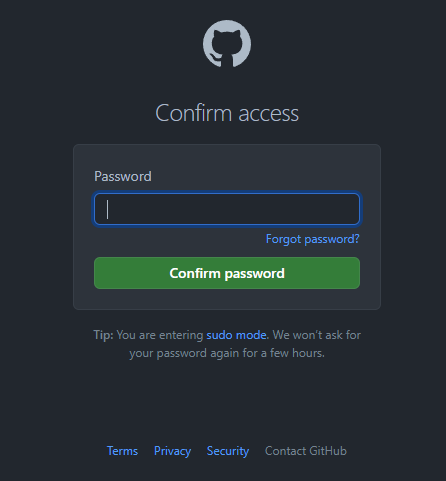 Confirm access
Password
Forgot password?
Confirm password
Tip: You are entering sudo mode. We won't ask for
your password again for a few hours.
Terms Privacy Security Contact GitHub